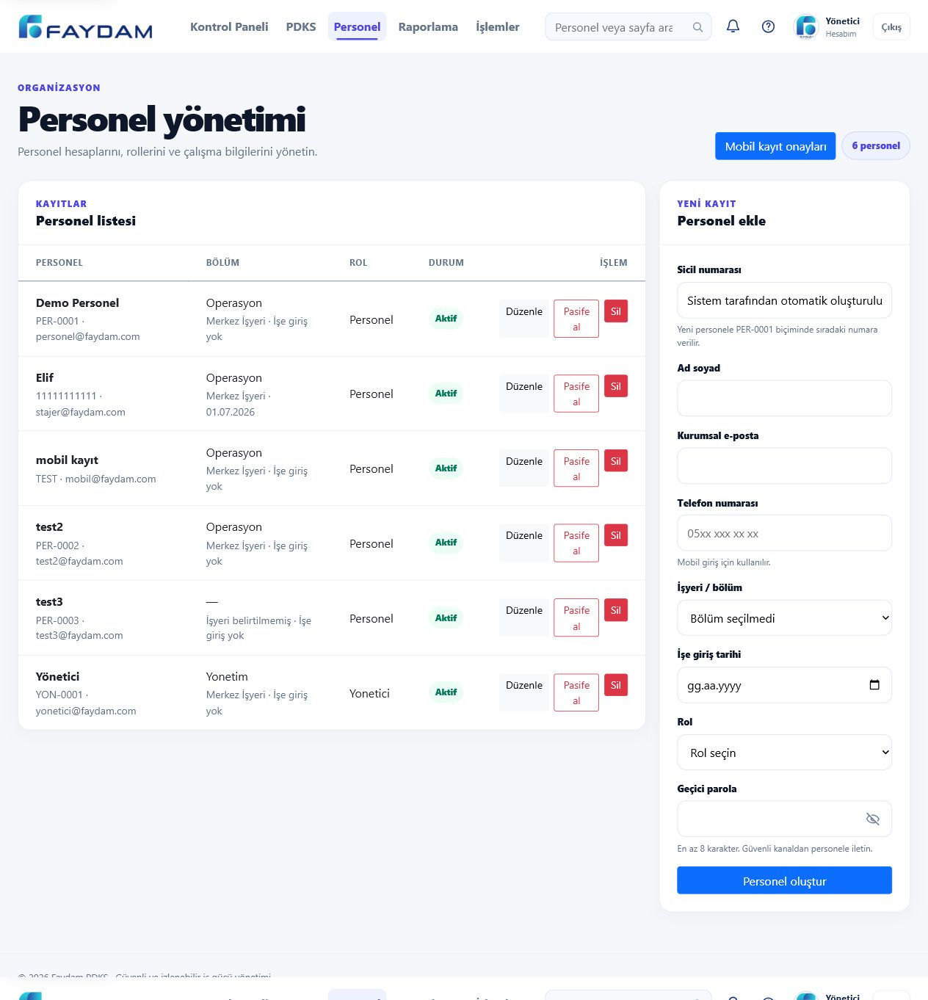 FAYDAM
Kontrol Paneli
PDKS
Personel
Raporlama
İşlemler
Personel veya sayfa ara
Yönetici
Hesabım
Çıkış
ORGANİZASYON
Personel yönetimi
Personel hesaplarını, rollerini ve çalışma bilgilerini yönetin.
Mobil kayıt onayları
6 personel
KAYITLAR
Personel listesi
PERSONEL BÖLÜM ROL DURUM İŞLEM
Demo Personel
PER-0001 ·
personel@faydam.com
Operasyon
Merkez İşyeri · İşe giriş
yok
Personel
Aktif
Düzenle
Pasife
al
Sil
Elif
11111111111 ·
stajer@faydam.com
Operasyon
Merkez İşyeri ·
01.07.2026
Personel
Aktif
Düzenle
Pasife
al
Sil
mobil kayıt
TEST · mobil@faydam.com
Operasyon
Merkez İşyeri · İşe giriş
yok
Personel
Aktif
Düzenle
Pasife
al
Sil
test2
PER-0002 ·
test2@faydam.com
Operasyon
Merkez İşyeri · İşe giriş
yok
Personel
Aktif
Düzenle
Pasife
al
Sil
test3
PER-0003 ·
test3@faydam.com
—
İşyeri belirtilmemiş · İşe
giriş yok
Personel
Aktif
Düzenle
Pasife
al
Sil
Yönetici
YON-0001 ·
yonetici@faydam.com
Yonetim
Merkez İşyeri · İşe giriş
yok
Yonetici
Aktif
Düzenle
Pasife
al
Sil
YENİ KAYIT
Personel ekle
Sicil numarası
Sistem tarafından otomatik oluşturulu
Yeni personele PER-0001 biçiminde sıradaki numara
verilir.
Ad soyad
Kurumsal e-posta
Telefon numarası
05xx xxx xx xx
Mobil giriş için kullanılır.
İşyeri / bölüm
Bölüm seçilmedi
İşe giriş tarihi
gg.aa.yyyy
Rol
Rol seçin
Geçici parola
En az 8 karakter. Güvenli kanaldan personele iletin.
Personel oluştur
© 2026 Faydam PDKS · Güvenli ve izlenebilir iş gücü yönetimi
Yönetici